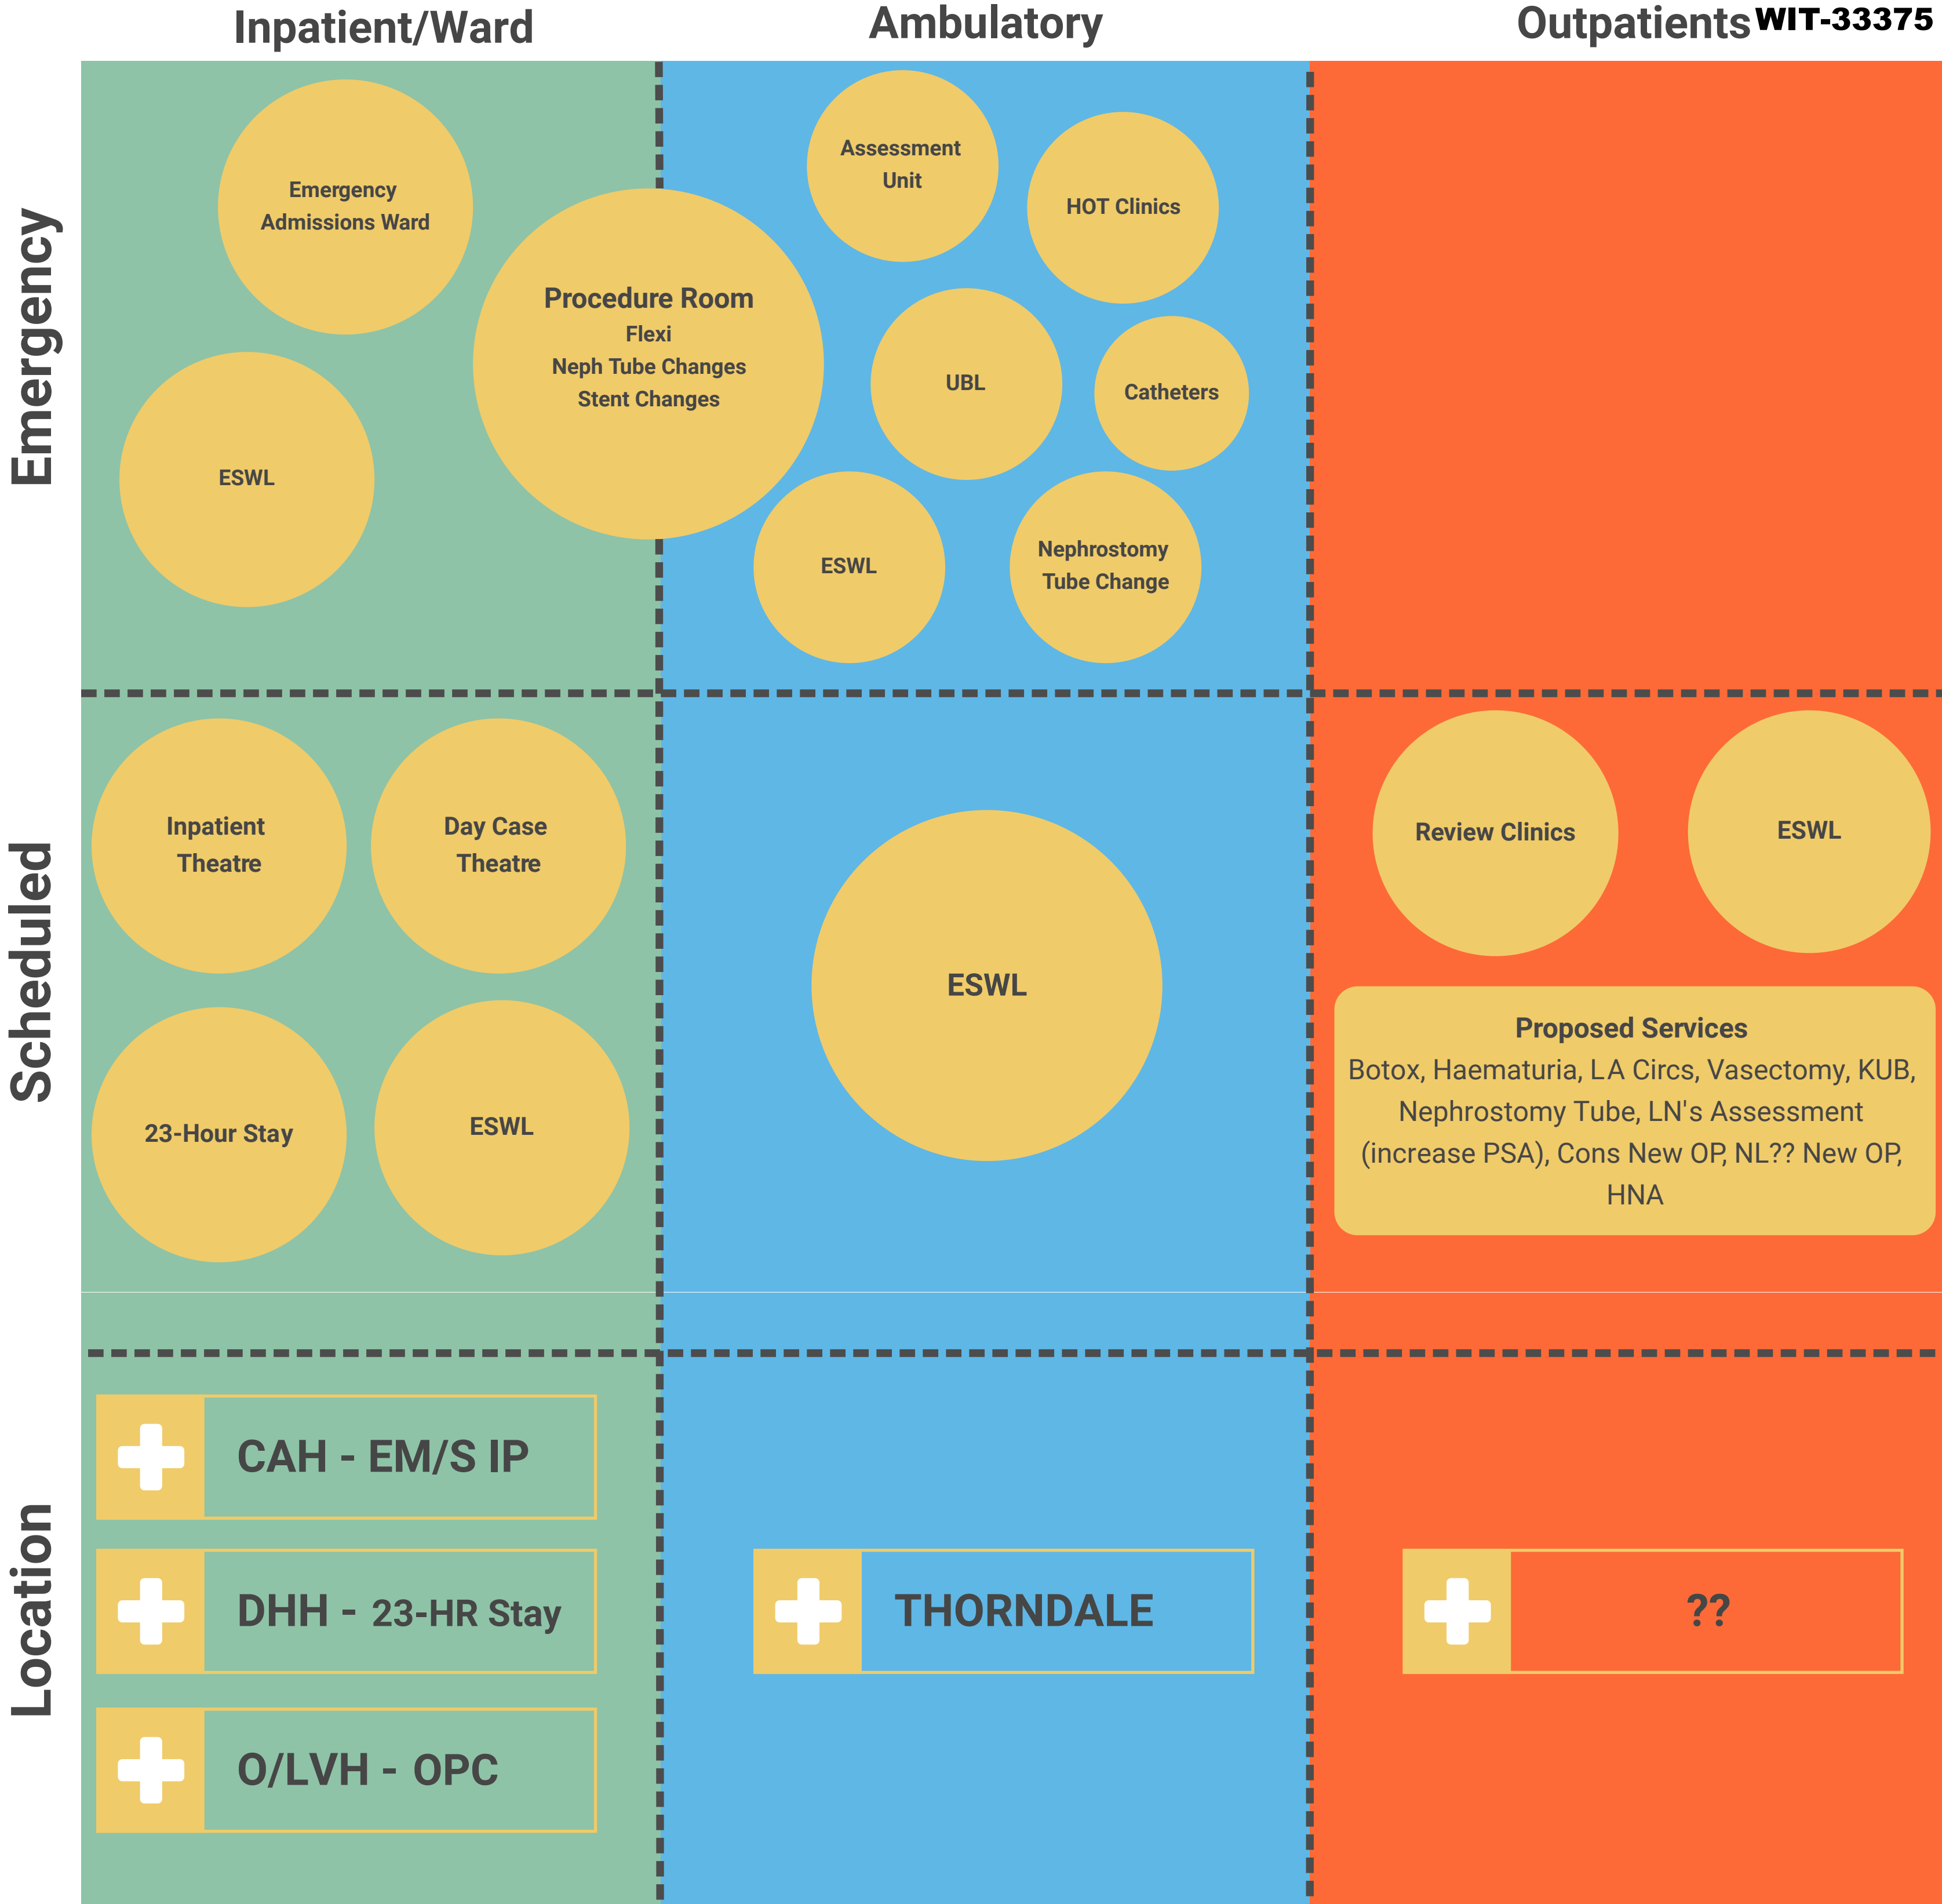 Inpatient/Ward
Ambulatory
Outpatients
WIT-33375
Emergency
Emergency
Admissions Ward
ESWL
Procedure Room
Flexi
Neph Tube Changes
Stent Changes
Assessment
Unit
HOT Clinics
UBL
Catheters
ESWL
Nephrostomy
Tube Change
Scheduled
Inpatient
Theatre
Day Case
Theatre
23-Hour Stay
ESWL
ESWL
Review Clinics
ESWL
Proposed Services
Botox, Haematuria, LA Circs, Vasectomy, KUB,
Nephrostomy Tube, LN's Assessment
(increase PSA), Cons New OP, NL?? New OP,
HNA
Location
CAH - EM/S IP
DHH - 23-HR Stay
O/LVH - OPC
THORNDALE
??